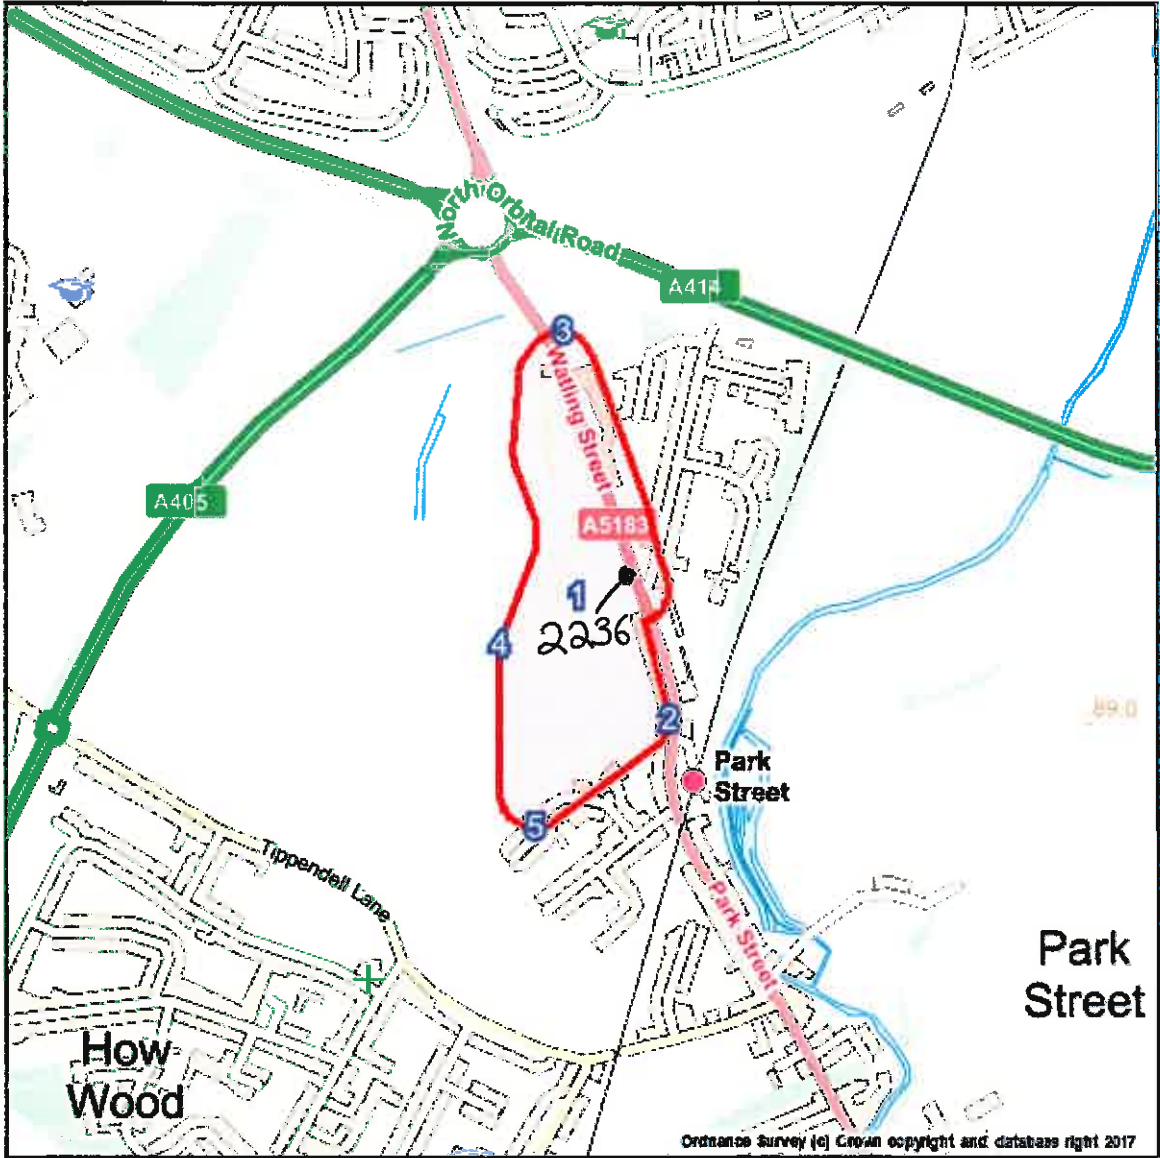 North Orbital Road
A414
3
Watling Street
A405
A5183
1
2236
4
2
89.0
Park
Street
5
Tippendell Lane
Park Street
Park
Street
How
Wood
Ordnance Survey (c) Crown copyright and database right 2017